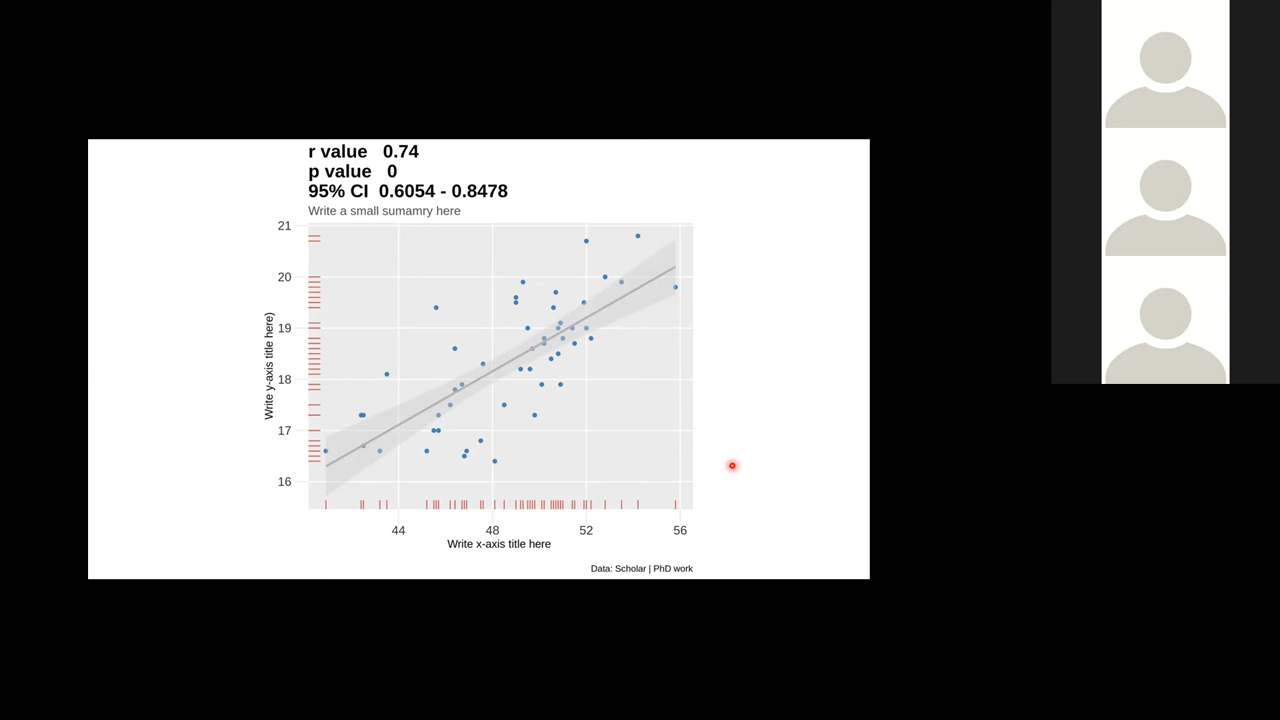 r value 0.74
p value 0
95% CI 0.6054 - 0.8478
Write a small sumamry here
21
20
19
18
17
16
Write y-axis title here)
44 48 52 56
Write x-axis title here
Data: Scholar | PhD work